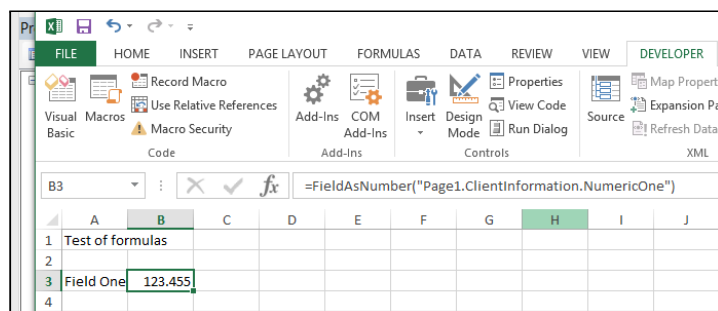 Pr
FILE HOME INSERT PAGE LAYOUT FORMULAS DATA REVIEW VIEW DEVELOPER
Record Macro
Use Relative References
Macro Security
Visual Basic
Macros
Code
Add-Ins
COM Add-Ins
Add-Ins
Insert
Design Mode
Properties
View Code
Run Dialog
Controls
Source
Map Propert
Expansion Pa
Refresh Data
XML
B3 fx =FieldAsNumber("Page1.ClientInformation.NumericOne")
A B C D E F G H I J
1 Test of formulas
2
3 Field One 123.455
4